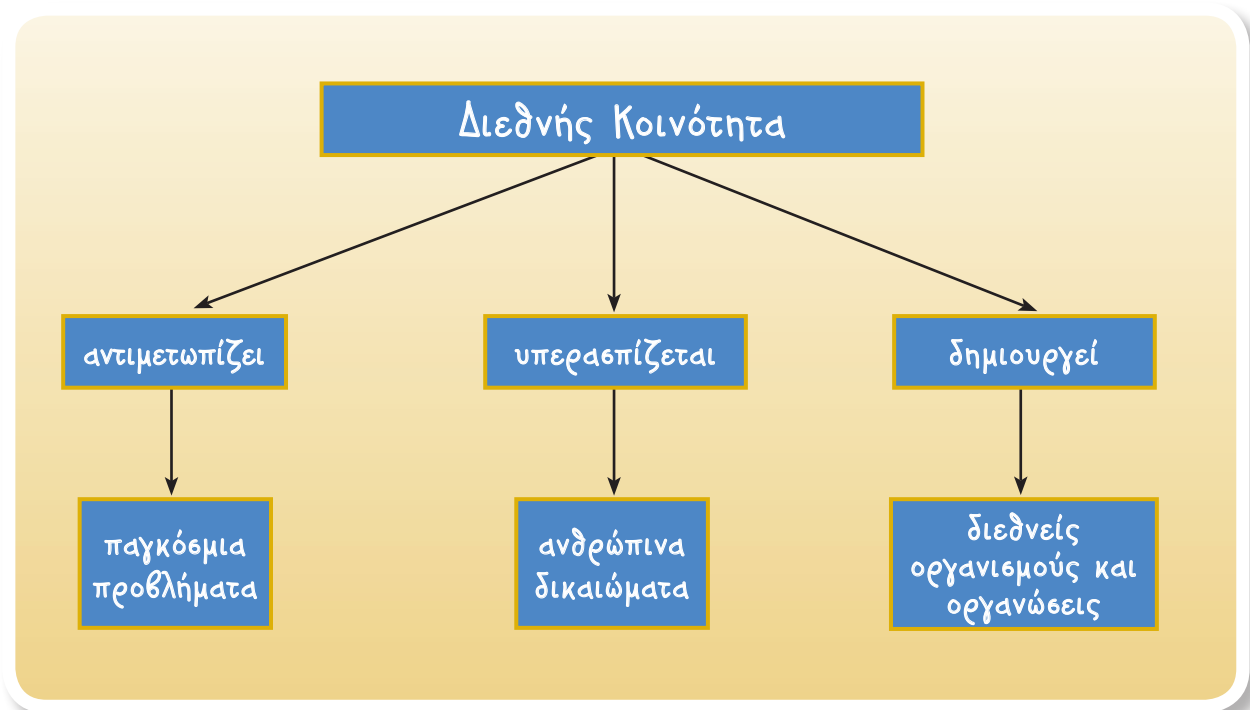 Διεθνής Κοινότητα
αντιμετωπίζει
υπερασπίζεται
δημιουργεί
παγκόσμια
προβλήματα
ανθρώπινα
δικαιώματα
διεθνείς
οργανισμούς και
οργανώσεις